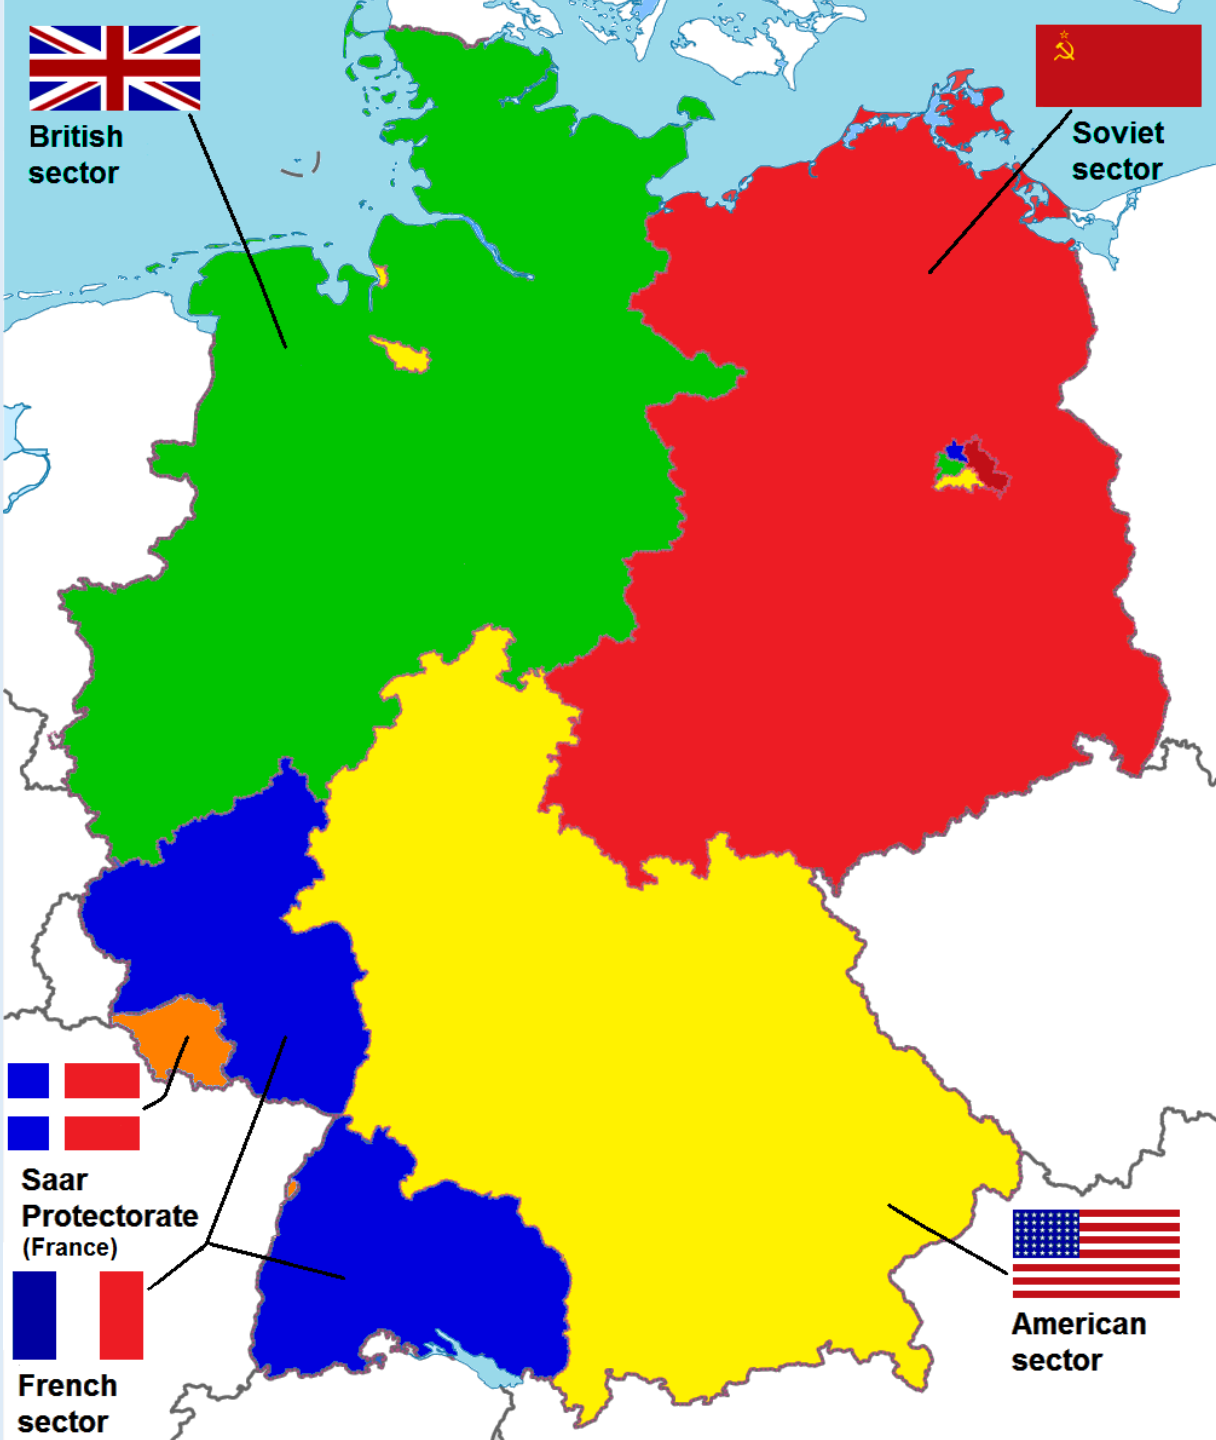 British
sector
Soviet
sector
Saar
Protectorate
(France)
French
sector
American
sector